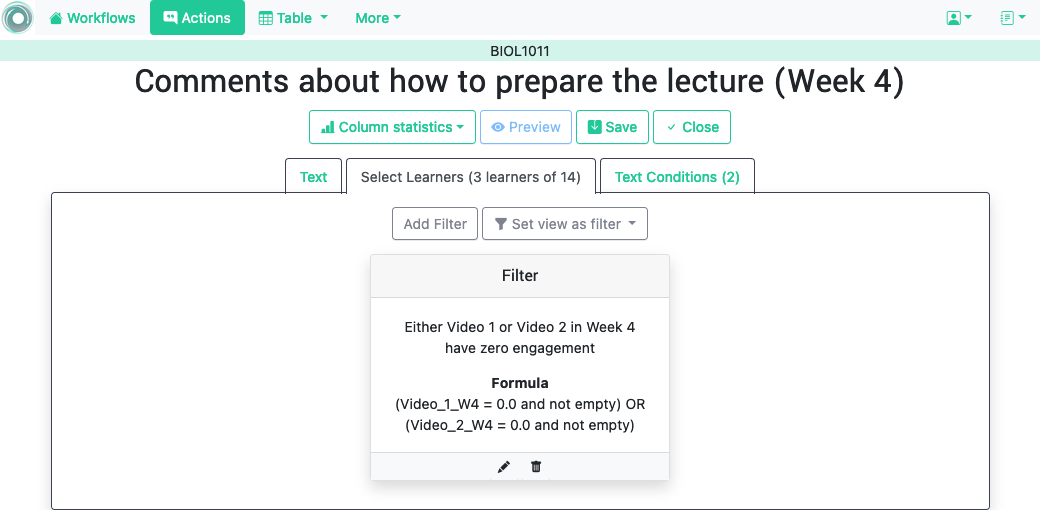 Workflows Actions Table More
BIOL1011
Comments about how to prepare the lecture (Week 4)
Column statistics Preview Save Close
Text Select Learners (3 learners of 14) Text Conditions (2)
Add Filter Set view as filter
Filter
Either Video 1 or Video 2 in Week 4
have zero engagement
Formula
(Video_1_W4 = 0.0 and not empty) OR
(Video_2_W4 = 0.0 and not empty)